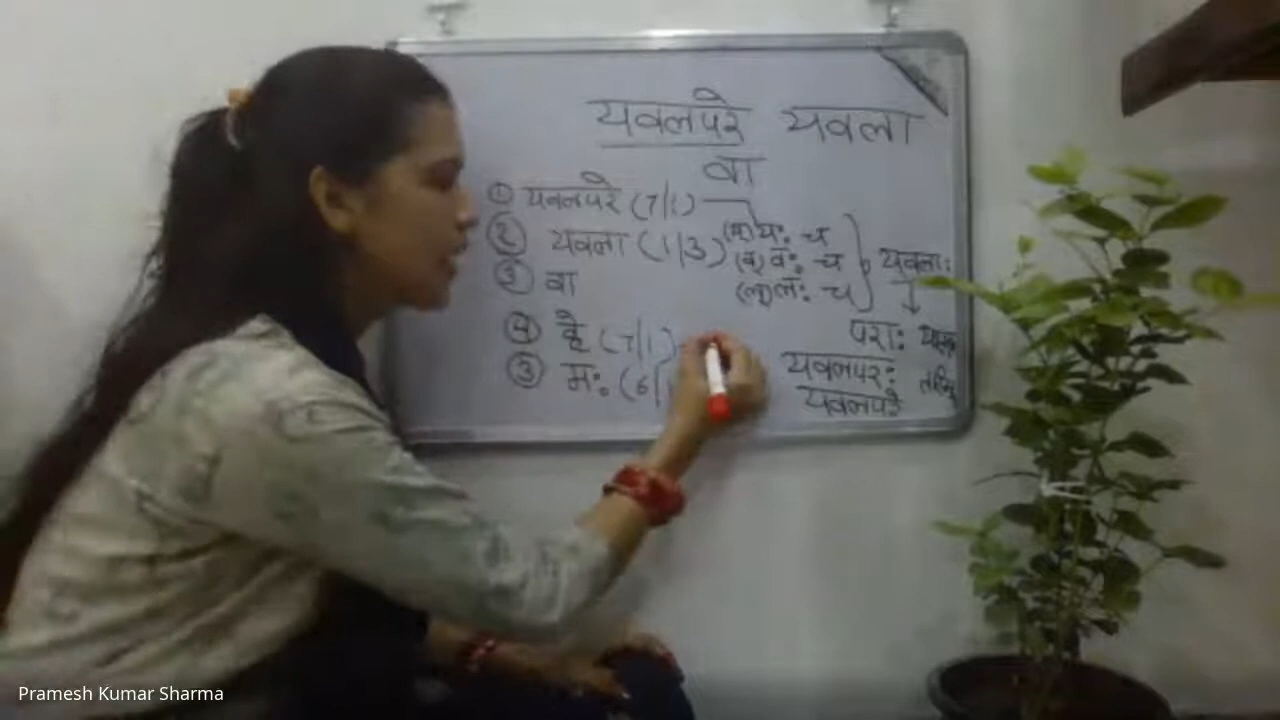 यवलपरे यवला
वा
① यवलपरे (7/1)
② यवला (1/3) (य्) यः च
(व्) वः च यवलाः
③ वा (ल्) लः च
④ हे (7/1) पराः
③ मः (6/ यवलपरः
यवलपरे
Pramesh Kumar Sharma